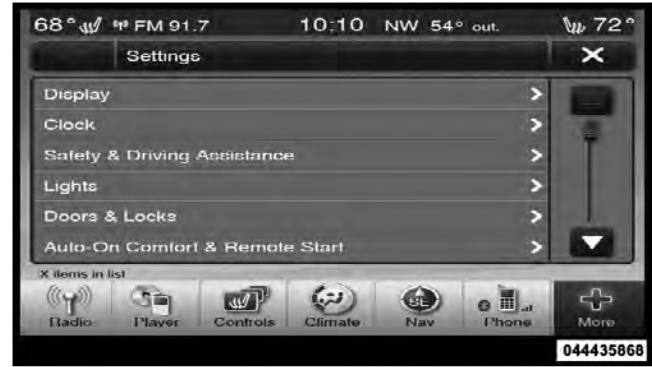 68° FM 91.7 10:10 NW 54° out. 72°
Settings X
Display >
Clock >
Safety & Driving Assistance >
Lights >
Doors & Locks >
Auto-On Comfort & Remote Start >
X items in list
Radio Player Controls Climate SE Nav Phone More
044435868